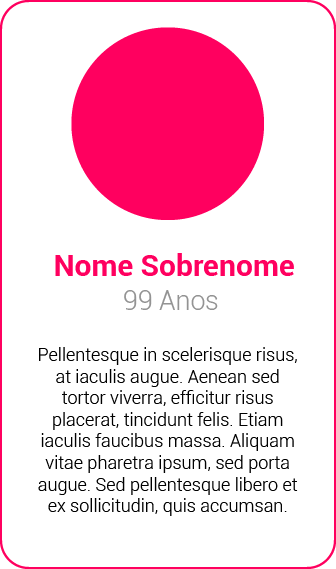 Nome Sobrenome
99 Anos
Pellentesque in scelerisque risus,
at iaculis augue. Aenean sed
tortor viverra, efficitur risus
placerat, tincidunt felis. Etiam
iaculis faucibus massa. Aliquam
vitae pharetra ipsum, sed porta
augue. Sed pellentesque libero et
ex sollicitudin, quis accumsan.